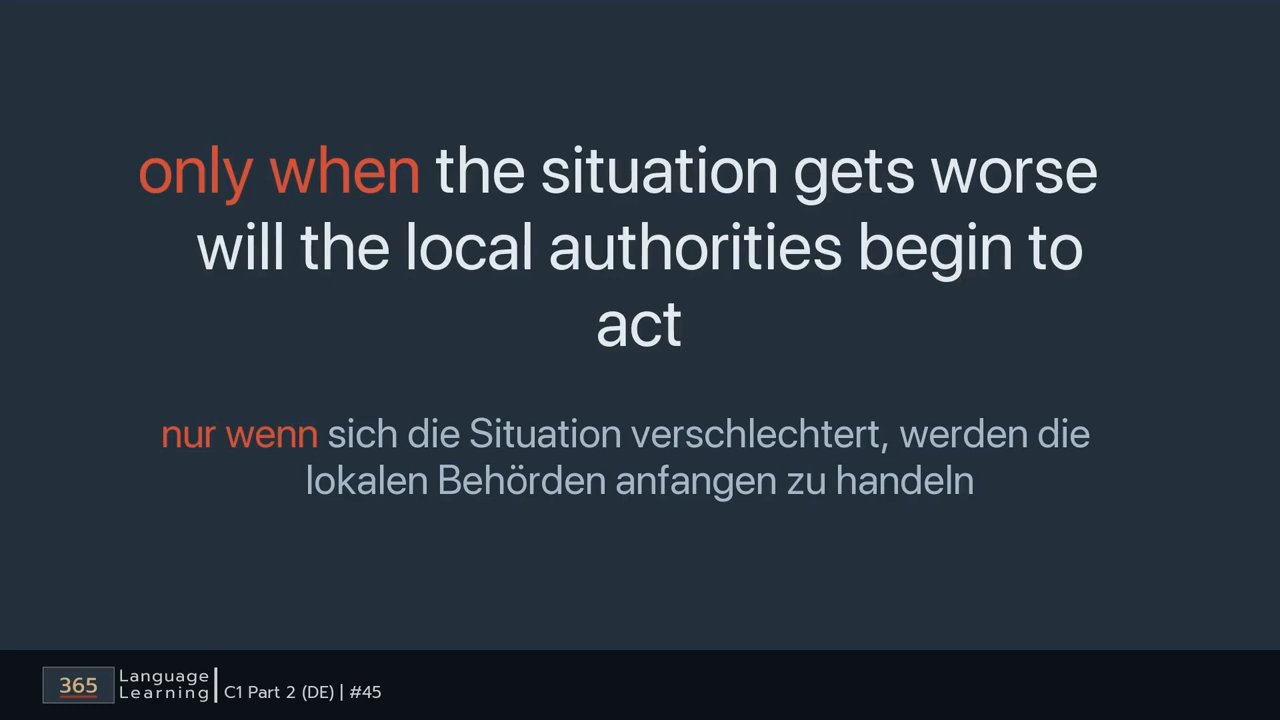 only when the situation gets worse
will the local authorities begin to
act
nur wenn sich die Situation verschlechtert, werden die
lokalen Behörden anfangen zu handeln
365
Language
Learning
C1 Part 2 (DE) | #45